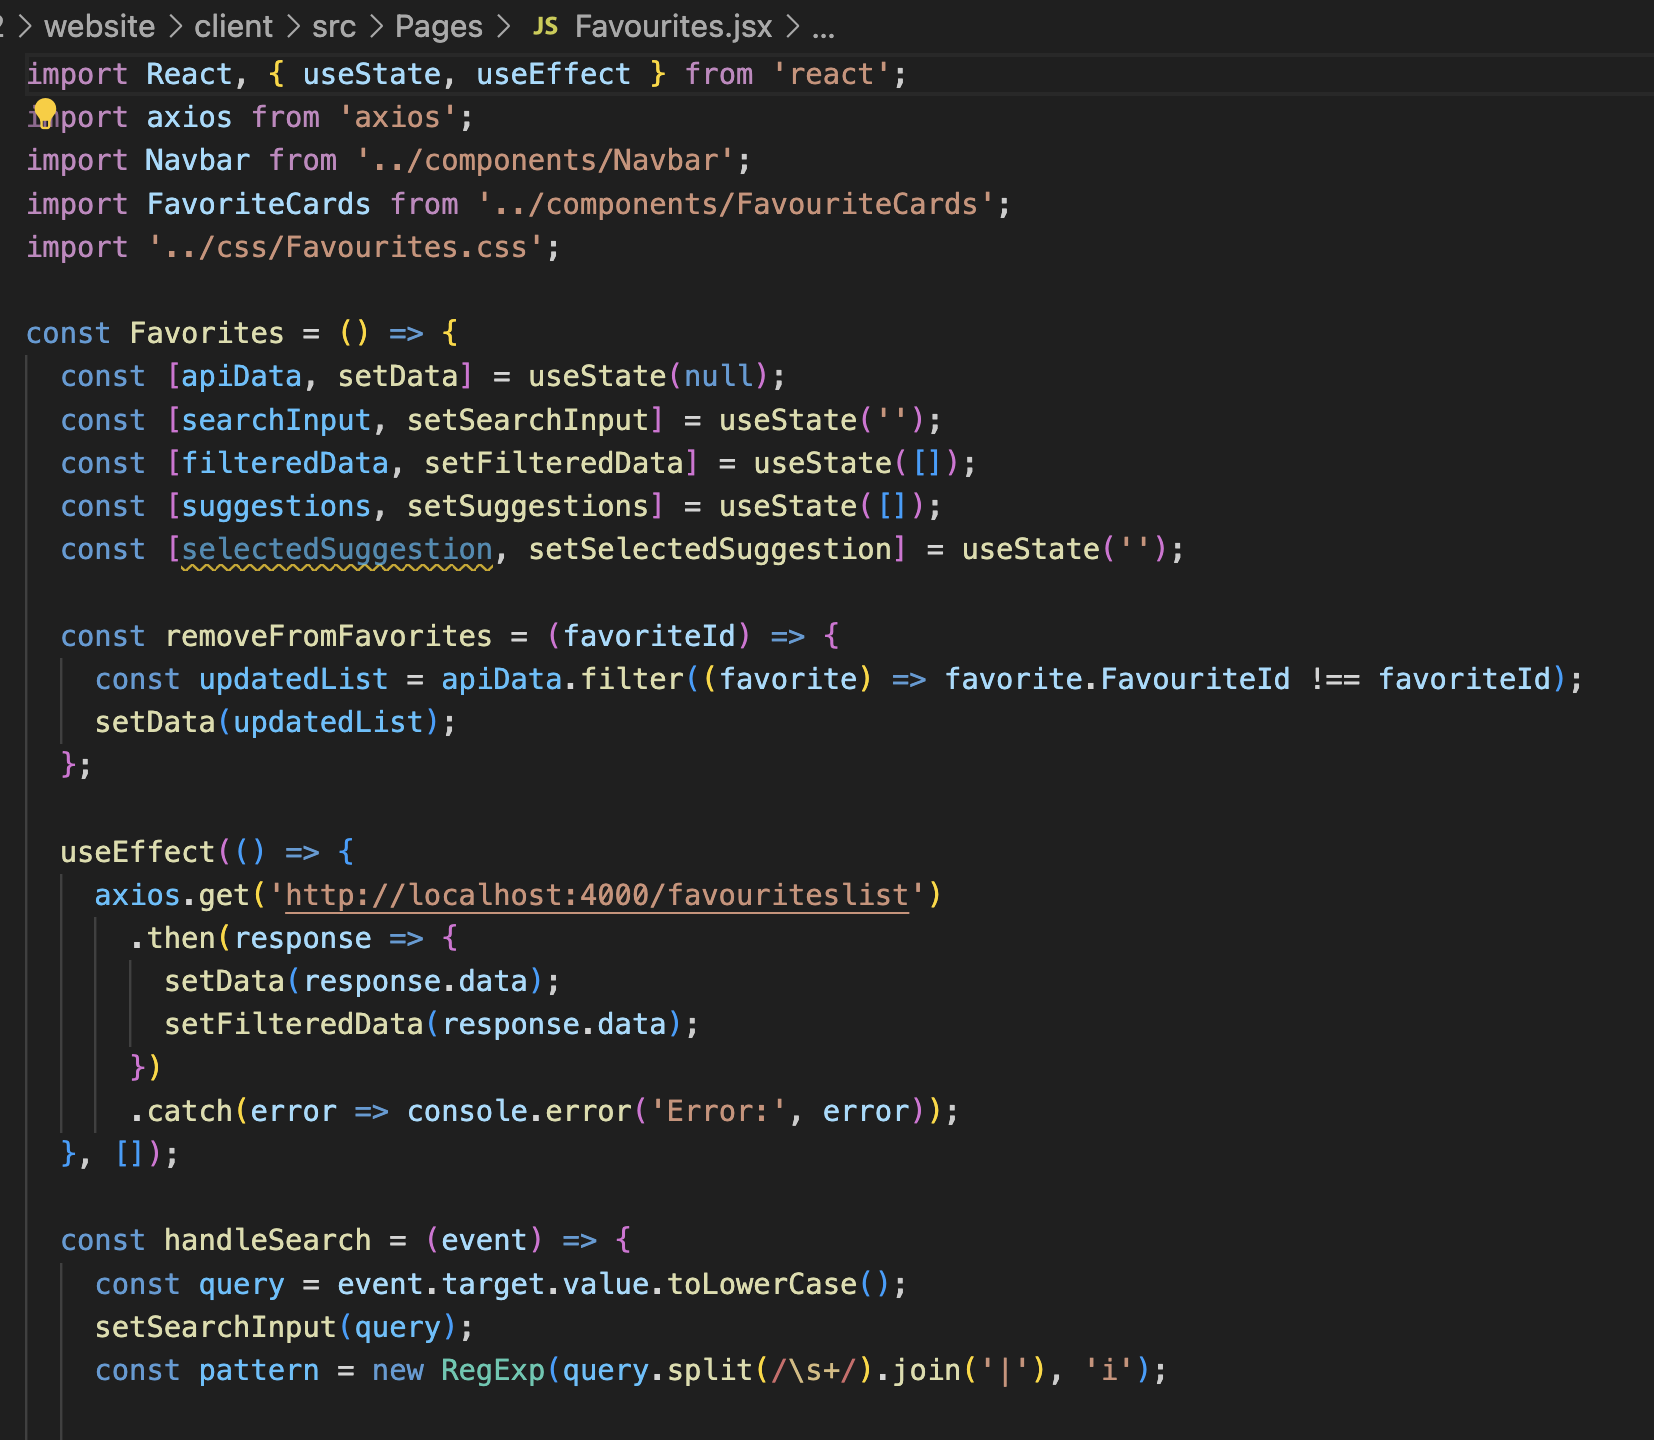 2 > website > client > src > Pages > JS Favourites.jsx > ...
import React, { useState, useEffect } from 'react';
import axios from 'axios';
import Navbar from '../components/Navbar';
import FavoriteCards from '../components/FavouriteCards';
import '../css/Favourites.css';

const Favorites = () => {
  const [apiData, setData] = useState(null);
  const [searchInput, setSearchInput] = useState('');
  const [filteredData, setFilteredData] = useState([]);
  const [suggestions, setSuggestions] = useState([]);
  const [selectedSuggestion, setSelectedSuggestion] = useState('');

  const removeFromFavorites = (favoriteId) => {
    const updatedList = apiData.filter((favorite) => favorite.FavouriteId !== favoriteId);
    setData(updatedList);
  };

  useEffect(() => {
    axios.get('http://localhost:4000/favouriteslist')
      .then(response => {
        setData(response.data);
        setFilteredData(response.data);
      })
      .catch(error => console.error('Error:', error));
  }, []);

  const handleSearch = (event) => {
    const query = event.target.value.toLowerCase();
    setSearchInput(query);
    const pattern = new RegExp(query.split(/\s+/).join('|'), 'i');